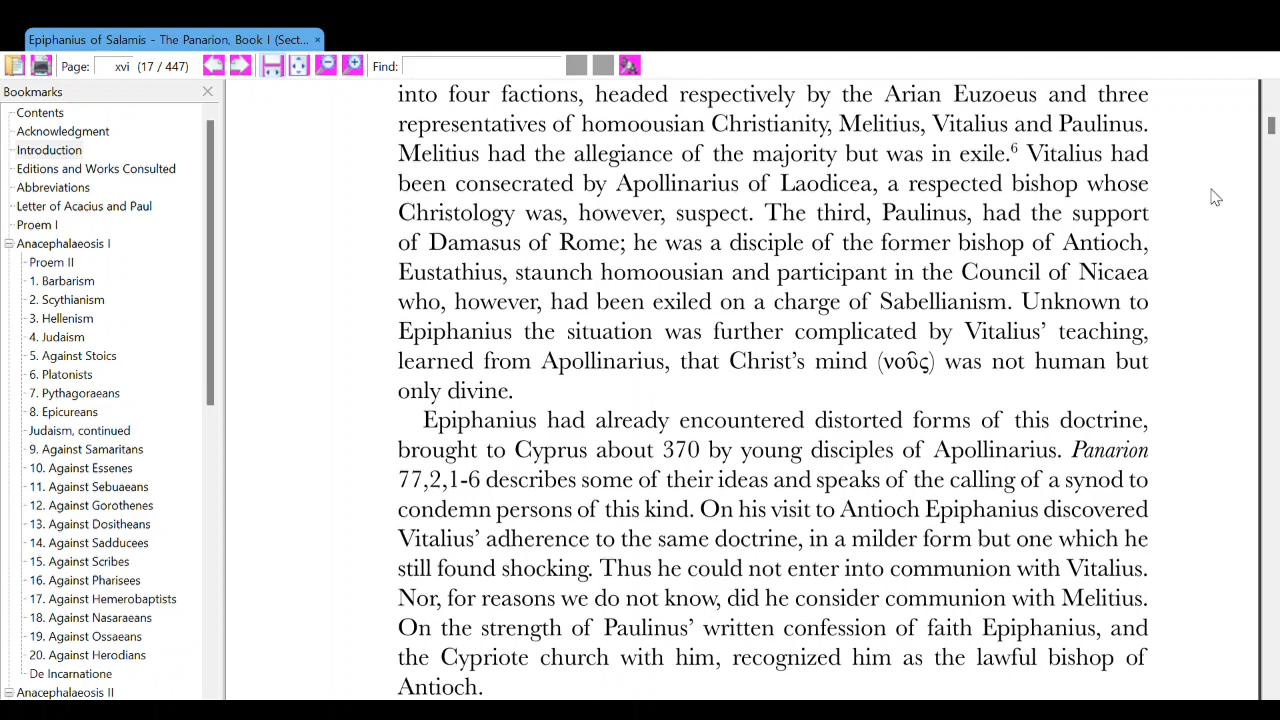 Epiphanius of Salamis - The Panarion, Book I (Sect... ×
Page: xvi (17 / 447) Find:
Bookmarks
Contents
Acknowledgment
Introduction
Editions and Works Consulted
Abbreviations
Letter of Acacius and Paul
Proem I
Anacephalaeosis I
Proem II
1. Barbarism
2. Scythianism
3. Hellenism
4. Judaism
5. Against Stoics
6. Platonists
7. Pythagoraeans
8. Epicureans
Judaism, continued
9. Against Samaritans
10. Against Essenes
11. Against Sebuaeans
12. Against Gorothenes
13. Against Dositheans
14. Against Sadducees
15. Against Scribes
16. Against Pharisees
17. Against Hemerobaptists
18. Against Nasaraeans
19. Against Ossaeans
20. Against Herodians
De Incarnatione
Anacephalaeosis II
into four factions, headed respectively by the Arian Euzoeus and three
representatives of homoousian Christianity, Melitius, Vitalius and Paulinus.
Melitius had the allegiance of the majority but was in exile.⁶ Vitalius had
been consecrated by Apollinarius of Laodicea, a respected bishop whose
Christology was, however, suspect. The third, Paulinus, had the support
of Damasus of Rome; he was a disciple of the former bishop of Antioch,
Eustathius, staunch homoousian and participant in the Council of Nicaea
who, however, had been exiled on a charge of Sabellianism. Unknown to
Epiphanius the situation was further complicated by Vitalius’ teaching,
learned from Apollinarius, that Christ’s mind (νοῦς) was not human but
only divine.
Epiphanius had already encountered distorted forms of this doctrine,
brought to Cyprus about 370 by young disciples of Apollinarius. Panarion
77,2,1-6 describes some of their ideas and speaks of the calling of a synod to
condemn persons of this kind. On his visit to Antioch Epiphanius discovered
Vitalius’ adherence to the same doctrine, in a milder form but one which he
still found shocking. Thus he could not enter into communion with Vitalius.
Nor, for reasons we do not know, did he consider communion with Melitius.
On the strength of Paulinus’ written confession of faith Epiphanius, and
the Cypriote church with him, recognized him as the lawful bishop of
Antioch.